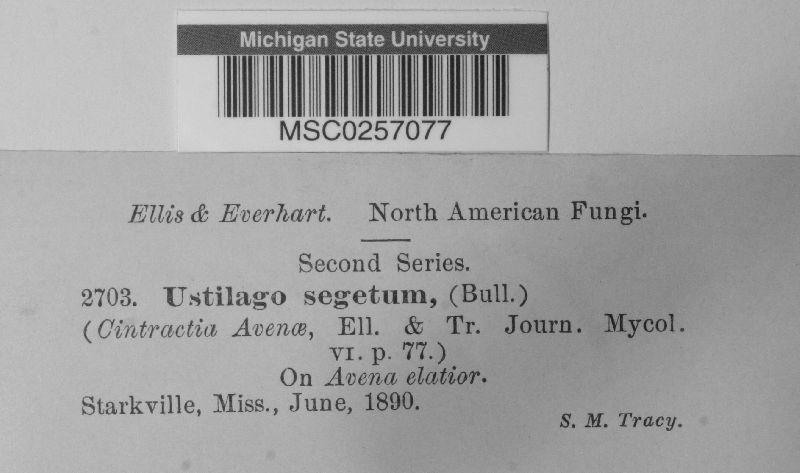 Michigan State University
MSC0257077
Ellis & Everhart. North American Fungi.
Second Series.
2703. Ustilago segetum, (Bull.)
(Cintractia Avenæ, Ell. & Tr. Journ. Mycol.
VI. p. 77.)
On Avena elatior.
Starkville, Miss., June, 1890.
S. M. Tracy.